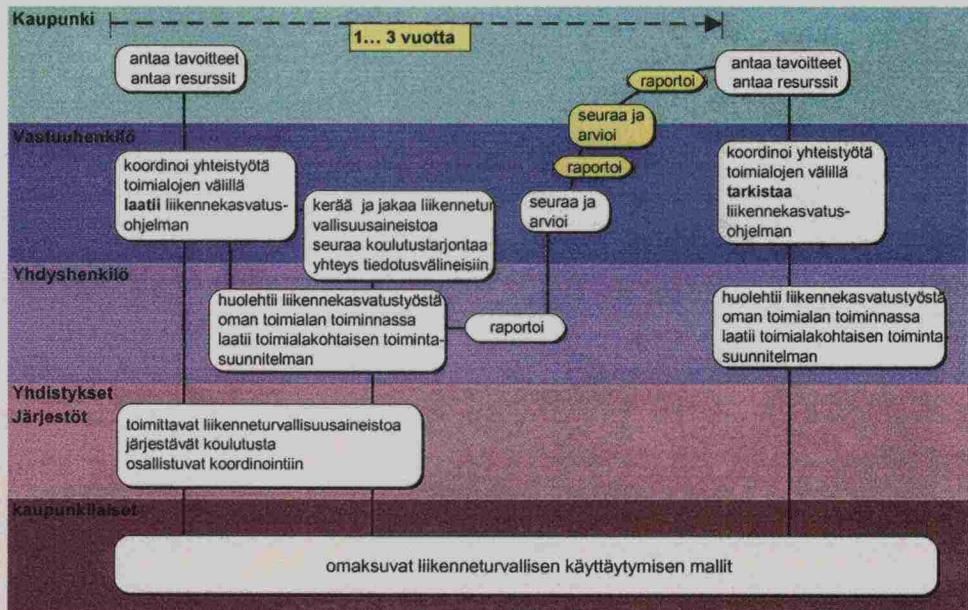 Kaupunki
1... 3 vuotta
antaa tavoitteet
antaa resurssit
raportoi
antaa tavoitteet
antaa resurssit
seuraa ja
arvioi
Vastuuhenkilö
koordinoi yhteistyötä
toimialojen välillä
laatii liikennekasvatus-
ohjelman
kerää ja jakaa liikennetur
vallisuusaineistoa
seuraa koulutustarjontaa
yhteys tiedotusvälineisiin
raportoi
seuraa ja
arvioi
koordinoi yhteistyötä
toimialojen välillä
tarkistaa
liikennekasvatus-
ohjelman
Yhdyshenkilö
huolehtii liikennekasvatustyöstä
oman toimialan toiminnassa
laatii toimialakohtaisen toiminta-
suunnitelman
raportoi
huolehtii liikennekasvatustyöstä
oman toimialan toiminnassa
laatii toimialakohtaisen toiminta-
suunnitelman
Yhdistykset
Järjestöt
toimittavat liikenneturvallisuusaineistoa
järjestävät koulutusta
osallistuvat koordinointiin
kaupunkilaiset
omaksuvat liikenneturvallisen käyttäytymisen mallit